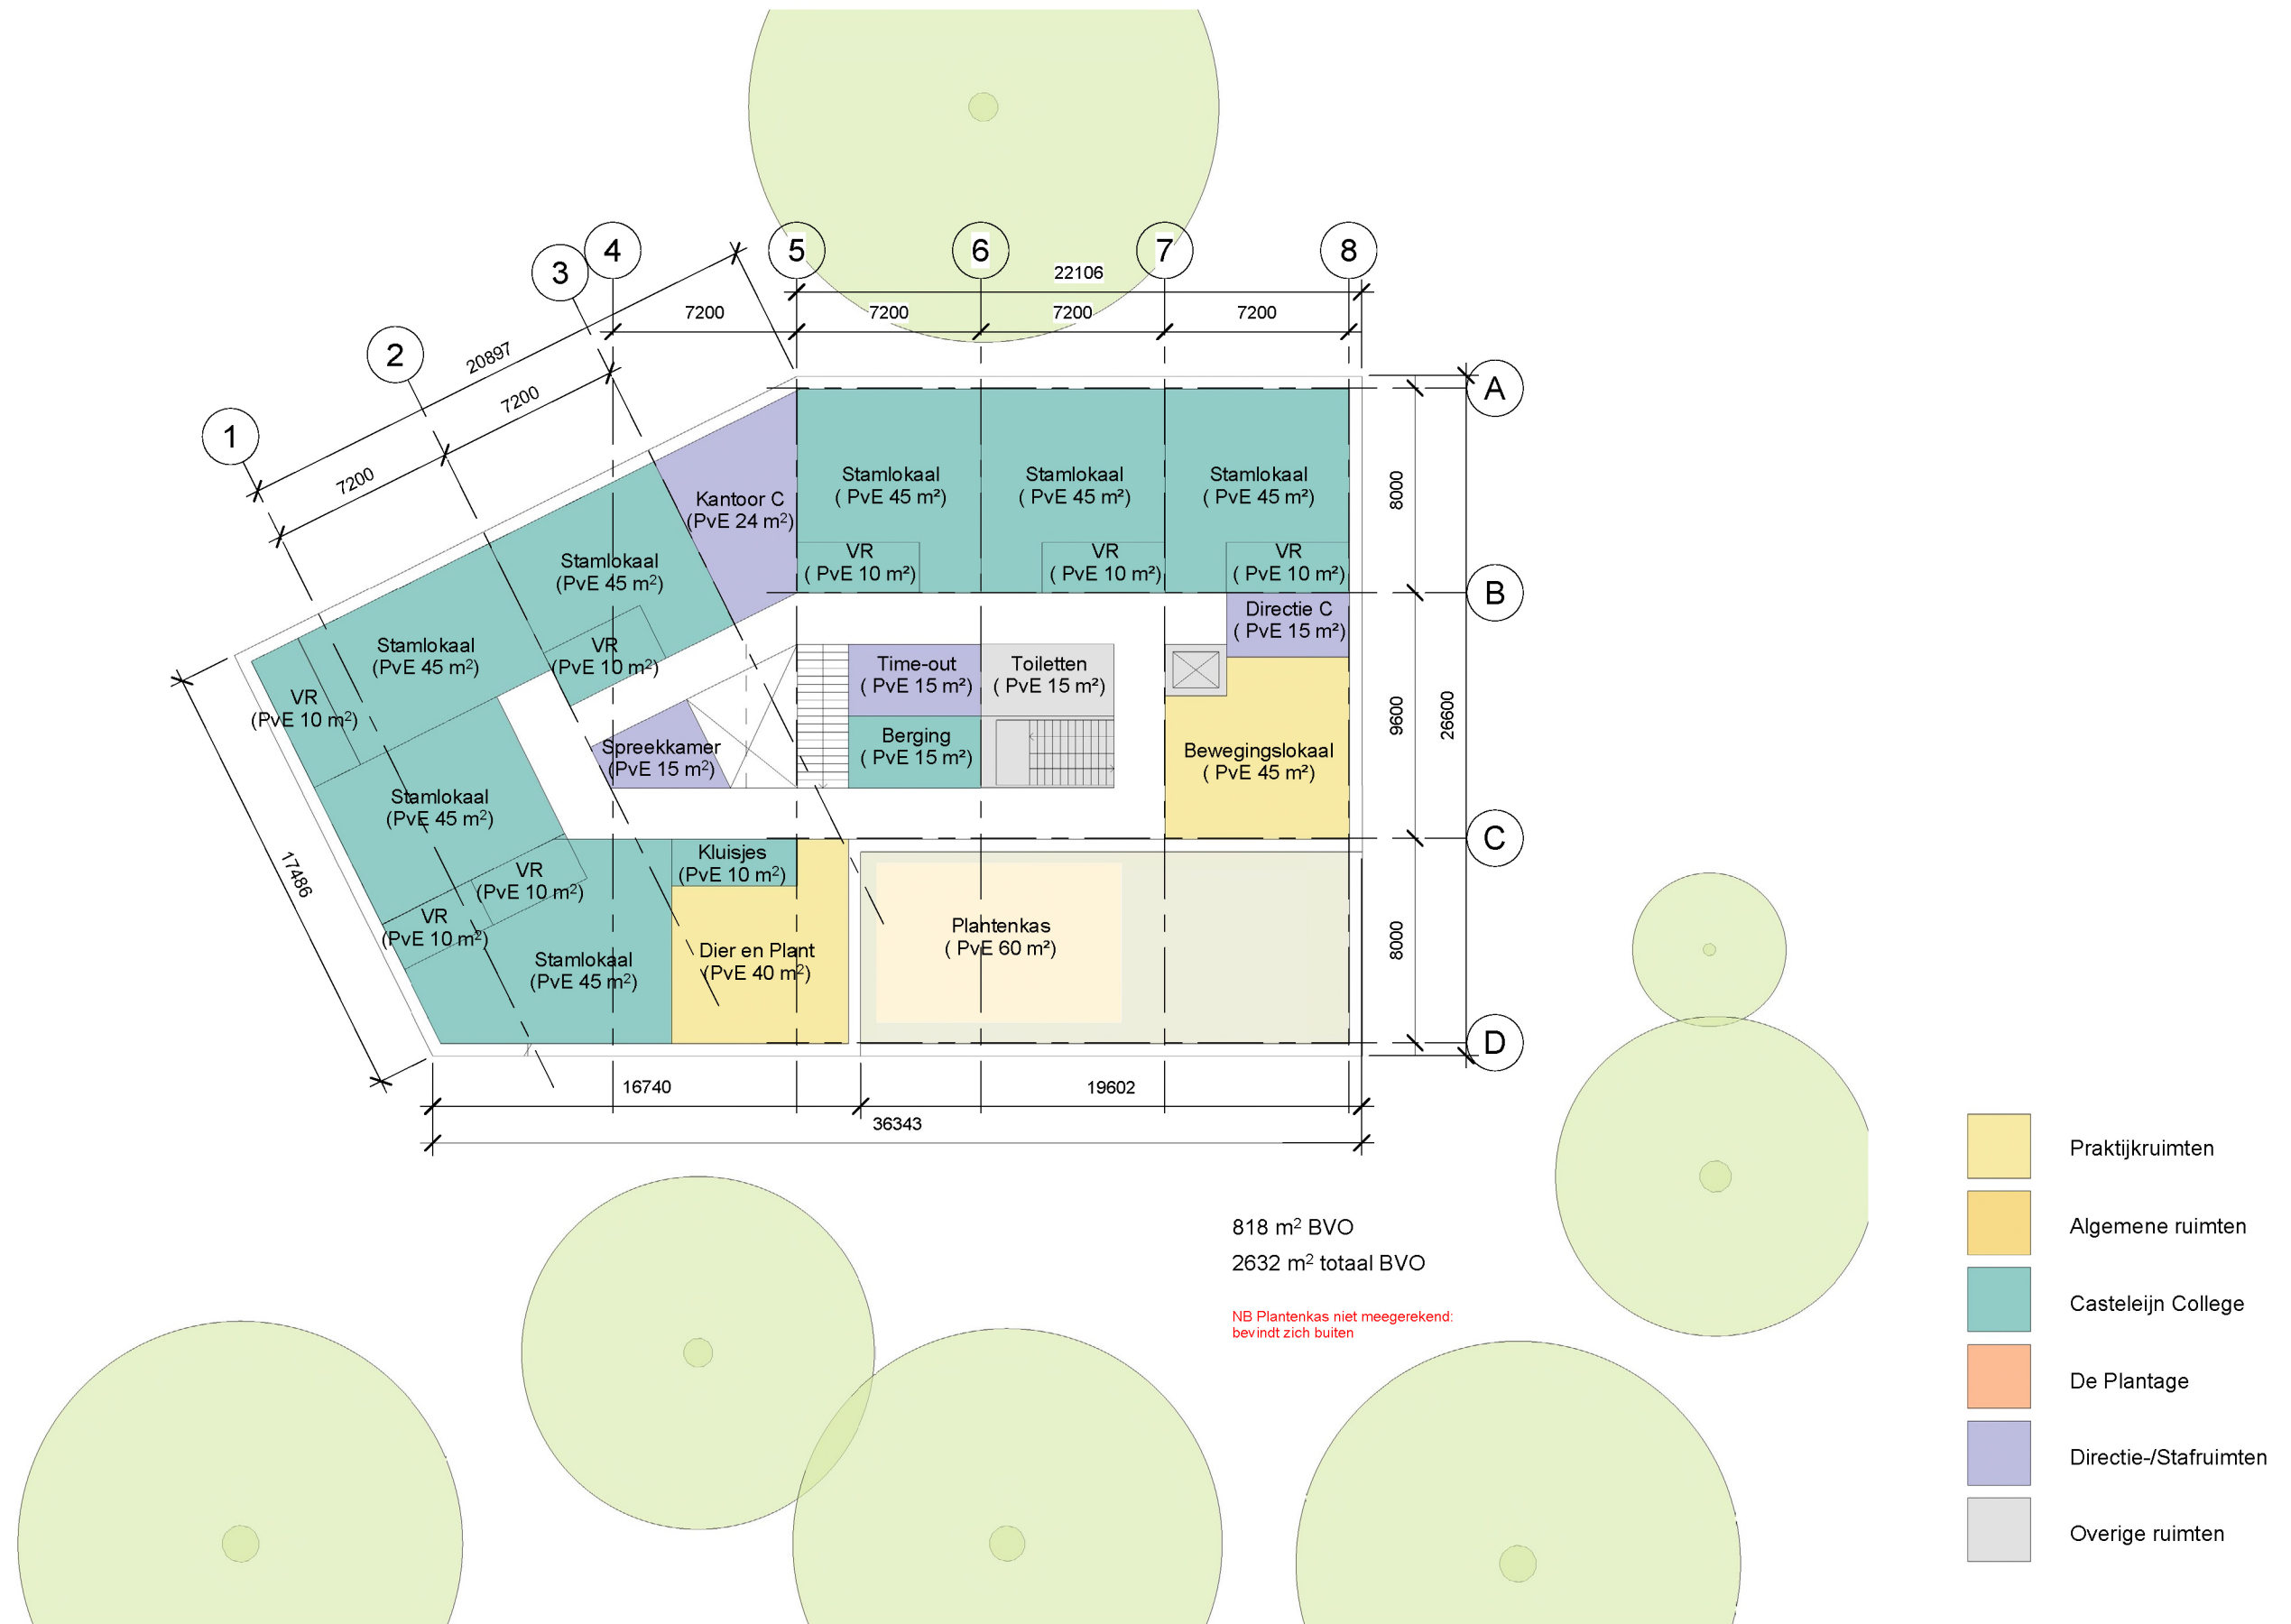 4
5
6
7
8
3
2
1
22106
7200
7200
7200
7200
20897
7200
7200
17486
A
B
C
D
8000
9600
26600
8000
Kantoor C
(PvE 24 m²)
Stamlokaal
( PvE 45 m²)
VR
( PvE 10 m²)
Stamlokaal
( PvE 45 m²)
VR
( PvE 10 m²)
Stamlokaal
( PvE 45 m²)
VR
( PvE 10 m²)
Stamlokaal
(PvE 45 m²)
VR
(PvE 10 m²)
Stamlokaal
(PvE 45 m²)
VR
(PvE 10 m²)
Directie C
( PvE 15 m²)
Time-out
( PvE 15 m²)
Toiletten
( PvE 15 m²)
Spreekkamer
(PvE 15 m²)
Berging
( PvE 15 m²)
Bewegingslokaal
( PvE 45 m²)
Stamlokaal
(PvE 45 m²)
VR
(PvE 10 m²)
VR
(PvE 10 m²)
Kluisjes
(PvE 10 m²)
Stamlokaal
(PvE 45 m²)
Dier en Plant
(PvE 40 m²)
Plantenkas
( PvE 60 m²)
16740
19602
36343
818 m² BVO
2632 m² totaal BVO
NB Plantenkas niet meegerekend:
bevindt zich buiten
Praktijkruimten
Algemene ruimten
Casteleijn College
De Plantage
Directie-/Stafruimten
Overige ruimten